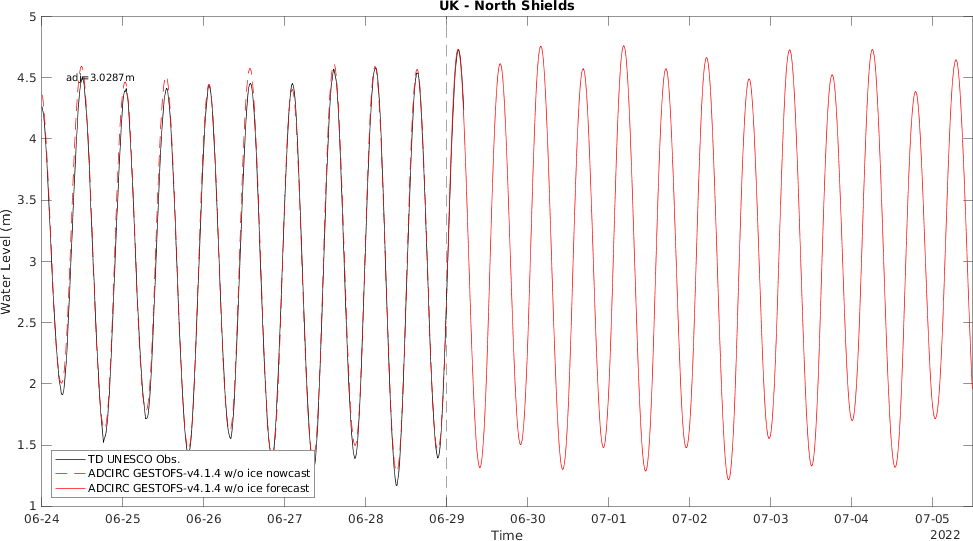 UK - North Shields
5
4.5
4
3.5
3
2.5
2
1.5
1
Water Level (m)
adj=3.0287m
TD UNESCO Obs.
ADCIRC GESTOFS-v4.1.4 w/o ice nowcast
ADCIRC GESTOFS-v4.1.4 w/o ice forecast
06-24 06-25 06-26 06-27 06-28 06-29 06-30 07-01 07-02 07-03 07-04 07-05
Time
2022